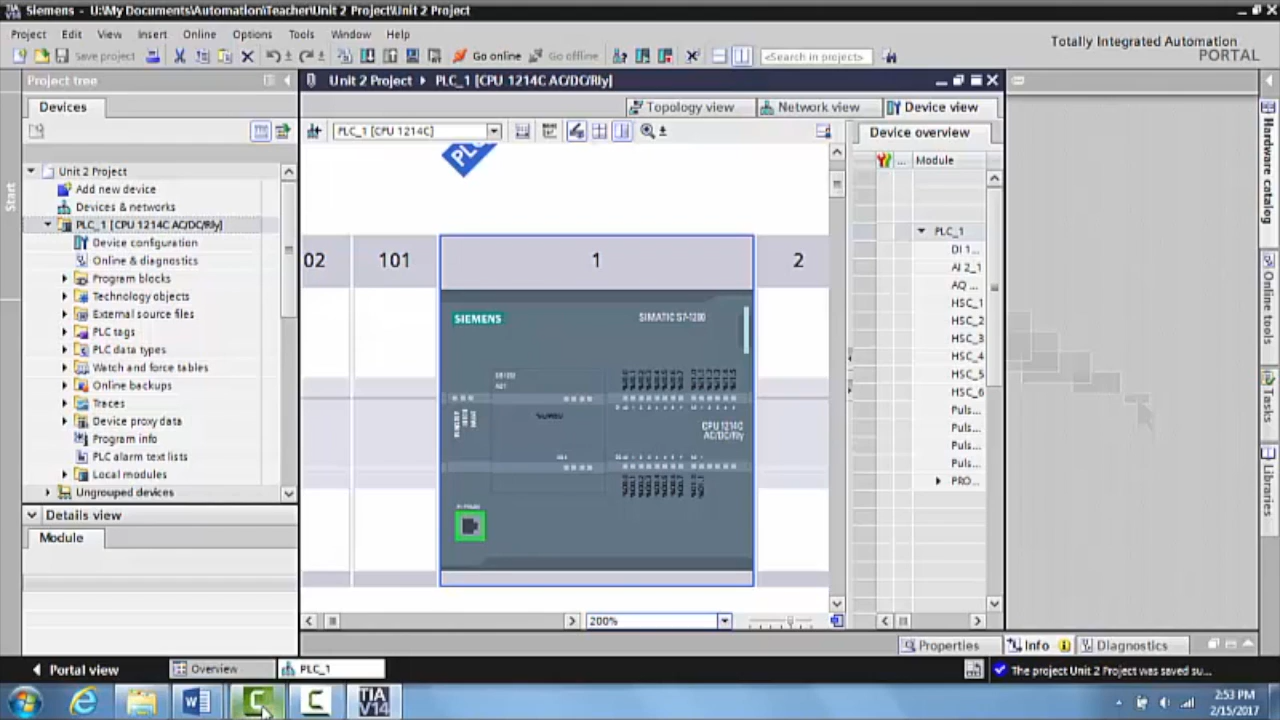 Siemens - U:\My Documents\Automation\Teacher\Unit 2 Project\Unit 2 Project
Project Edit View Insert Online Options Tools Window Help
Save project
Go online
Go offline
<Search in project>
Totally Integrated Automation
PORTAL
Project tree
Unit 2 Project ▸ PLC_1 [CPU 1214C AC/DC/Rly]
Devices
Topology view
Network view
Device view
PLC_1 [CPU 1214C]
Device overview
... Module
Unit 2 Project
Add new device
Devices & networks
PLC_1 [CPU 1214C AC/DC/Rly]
Device configuration
Online & diagnostics
Program blocks
Technology objects
External source files
PLC tags
PLC data types
Watch and force tables
Online backups
Traces
Device proxy data
Program info
PLC alarm text lists
Local modules
Ungrouped devices
Details view
Module
PLC
02 101 1 2
SIEMENS
SIMATIC S7-1200
CPU 1214C
AC/DC/Rly
PLC_1
DI 1...
AI 2_1
AQ ...
HSC_1
HSC_2
HSC_3
HSC_4
HSC_5
HSC_6
Puls...
Puls...
Puls...
Puls...
PRO...
200%
Start
Hardware catalog
Online tools
Tasks
Libraries
Properties
Info
Diagnostics
Portal view
Overview
PLC_1
The project Unit 2 Project was saved su...
TIA
V14
2:53 PM
2/15/2017